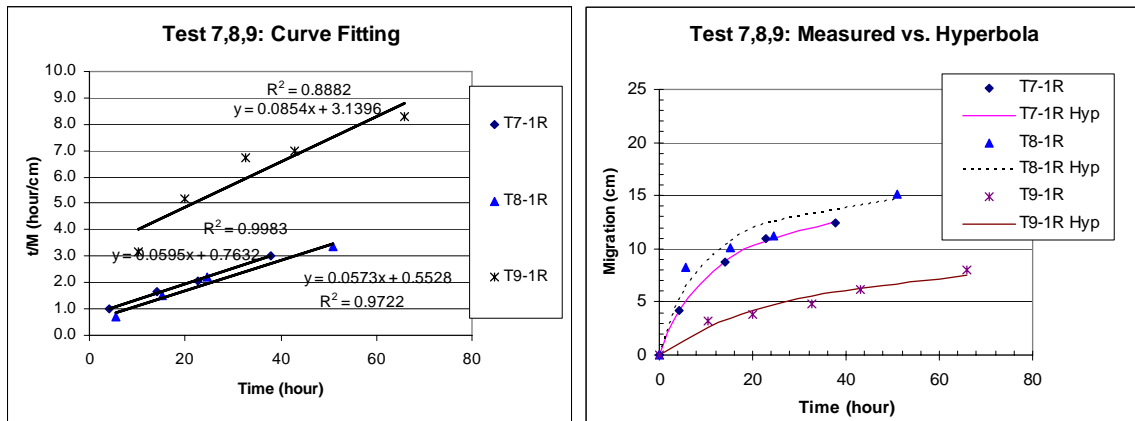 Test 7,8,9: Curve Fitting
t/M (hour/cm)
10.0
9.0
8.0
7.0
6.0
5.0
4.0
3.0
2.0
1.0
0.0
R² = 0.8882
y = 0.0854x + 3.1396
R² = 0.9983
y = 0.0595x + 0.7632
y = 0.0573x + 0.5528
R² = 0.9722
0 20 40 60 80
Time (hour)
T7-1R
T8-1R
T9-1R
Test 7,8,9: Measured vs. Hyperbola
Migration (cm)
25
20
15
10
5
0
0 20 40 60 80
Time (hour)
T7-1R
T7-1R Hyp
T8-1R
T8-1R Hyp
T9-1R
T9-1R Hyp